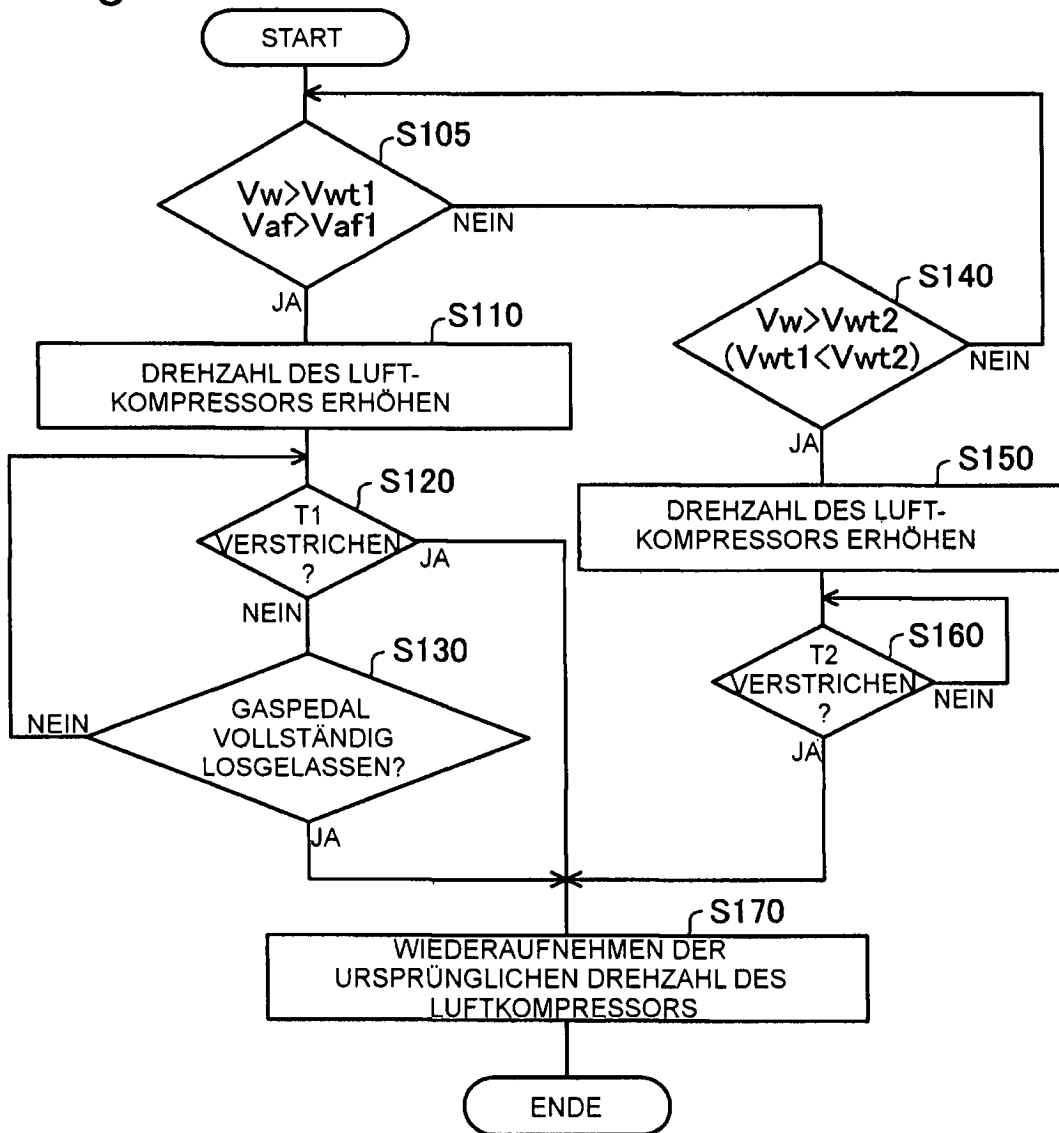 START
S105
Vw>Vwt1
Vaf>Vaf1
NEIN
JA
S140
Vw>Vwt2
(Vwt1<Vwt2)
NEIN
JA
S110
DREHZAHL DES LUFT-
KOMPRESSORS ERHÖHEN
S120
T1
VERSTRICHEN
?
JA
NEIN
S130
GASPEDAL
VOLLSTÄNDIG
LOSGELASSEN?
NEIN
JA
S150
DREHZAHL DES LUFT-
KOMPRESSORS ERHÖHEN
S160
T2
VERSTRICHEN
?
NEIN
JA
S170
WIEDERAUFNEHMEN DER
URSPRÜNGLICHEN DREHZAHL DES
LUFTKOMPRESSORS
ENDE